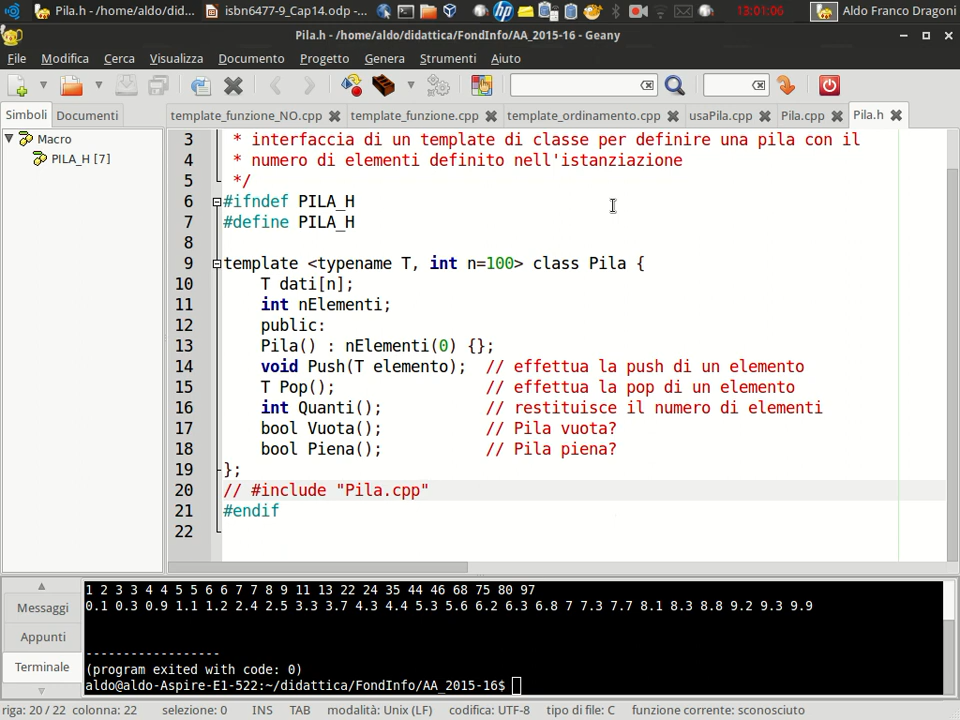 Pila.h - /home/aldo/did...
isbn6477-9_Cap14.odp -...
13:01:06
Aldo Franco Dragoni
Pila.h - /home/aldo/didattica/FondInfo/AA_2015-16 - Geany
File Modifica Cerca Visualizza Documento Progetto Genera Strumenti Aiuto
Simboli Documenti
template_funzione_NO.cpp template_funzione.cpp template_ordinamento.cpp usaPila.cpp Pila.cpp Pila.h
Macro
PILA_H [7]
3 * interfaccia di un template di classe per definire una pila con il
4 * numero di elementi definito nell'istanziazione
5 */
6 #ifndef PILA_H
7 #define PILA_H
8
9 template <typename T, int n=100> class Pila {
10 T dati[n];
11 int nElementi;
12 public:
13 Pila() : nElementi(0) {};
14 void Push(T elemento); // effettua la push di un elemento
15 T Pop(); // effettua la pop di un elemento
16 int Quanti(); // restituisce il numero di elementi
17 bool Vuota(); // Pila vuota?
18 bool Piena(); // Pila piena?
19 };
20 // #include "Pila.cpp"
21 #endif
22
Messaggi
Appunti
Terminale
1 2 3 3 4 4 5 5 6 6 7 7 8 9 11 13 22 24 35 44 46 68 75 80 97
0.1 0.3 0.9 1.1 1.2 2.4 2.5 3.3 3.7 4.3 4.4 5.3 5.6 6.2 6.3 6.8 7 7.3 7.7 8.1 8.3 8.8 9.2 9.3 9.9
------------------
(program exited with code: 0)
aldo@aldo-Aspire-E1-522:~/didattica/FondInfo/AA_2015-16$
riga: 20 / 22 colonna: 22 selezione: 0 INS TAB modalità: Unix (LF) codifica: UTF-8 tipo di file: C funzione corrente: sconosciuto